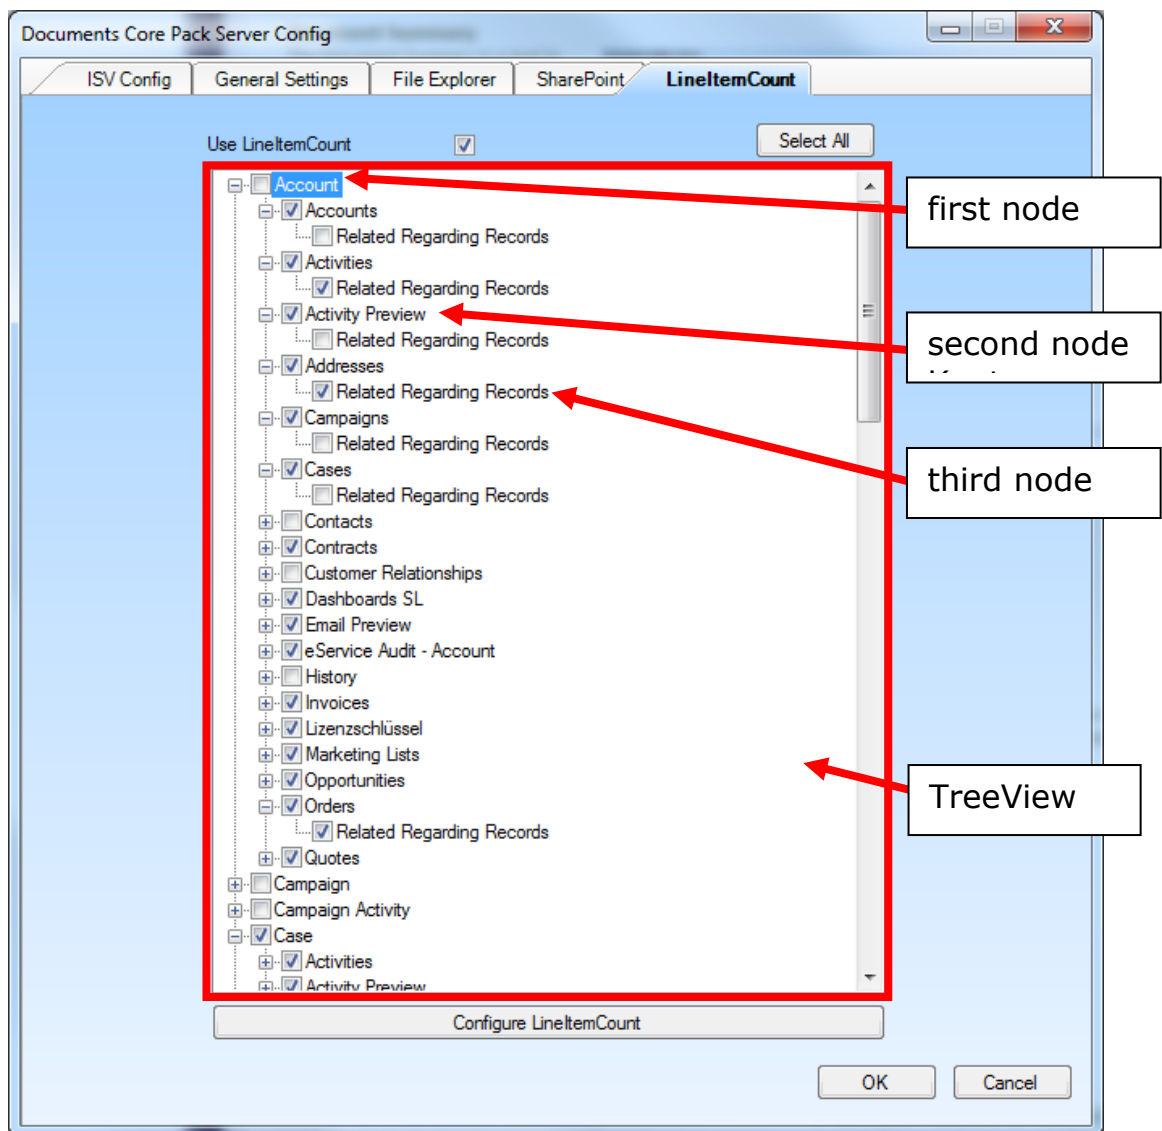 Documents Core Pack Server Config
ISV Config
General Settings
File Explorer
SharePoint
LineItemCount
Use LineItemCount
Select All
Account
Accounts
Related Regarding Records
Activities
Related Regarding Records
Activity Preview
Related Regarding Records
Addresses
Related Regarding Records
Campaigns
Related Regarding Records
Cases
Related Regarding Records
Contacts
Contracts
Customer Relationships
Dashboards SL
Email Preview
eService Audit - Account
History
Invoices
Lizenzschlüssel
Marketing Lists
Opportunities
Orders
Related Regarding Records
Quotes
Campaign
Campaign Activity
Case
Activities
Activity Preview
first node
second node
third node
TreeView
Configure LineItemCount
OK
Cancel